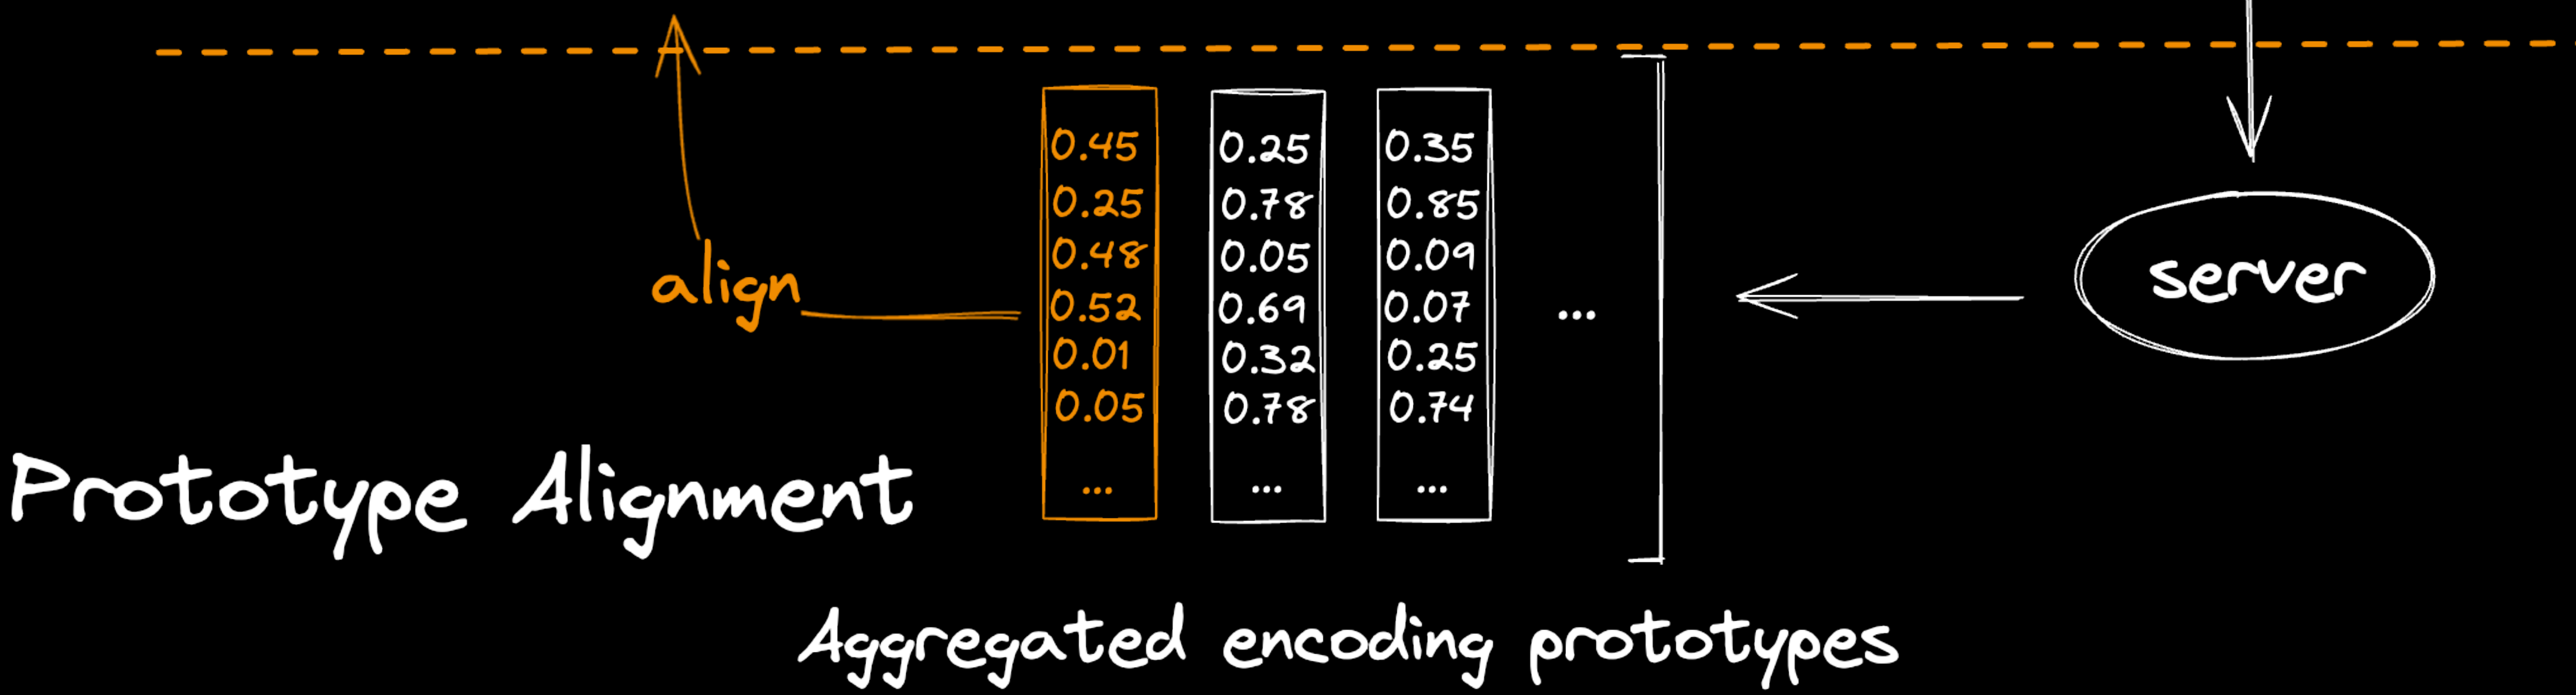 0.45 0.25 0.35
0.25 0.78 0.85
0.48 0.05 0.09
align
server
0.52 0.69 0.07 ...
0.01 0.32 0.25
0.05 0.78 0.74
... ... ...
Prototype Alignment
Aggregated encoding prototypes